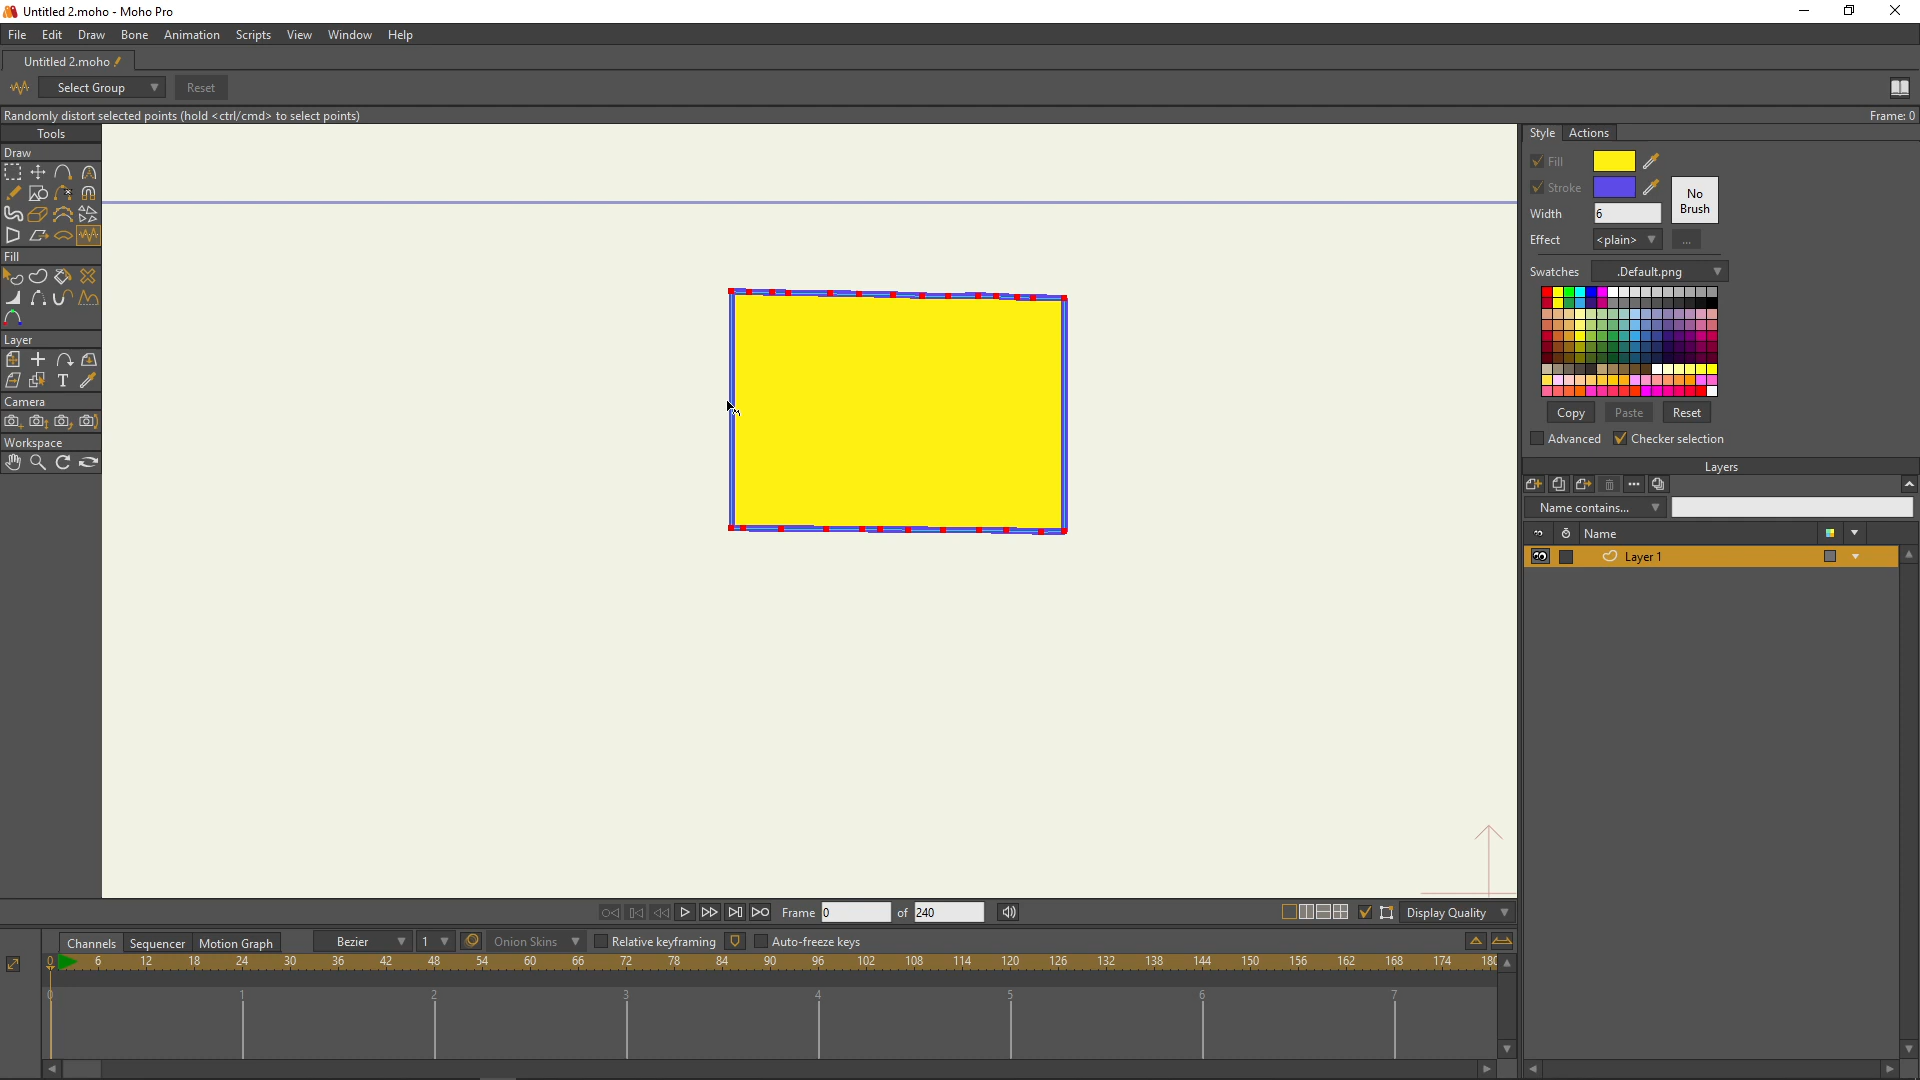 Untitled 2.moho - Moho Pro
File Edit Draw Bone Animation Scripts View Window Help
Untitled 2.moho
Select Group Reset
Randomly distort selected points (hold <ctrl/cmd> to select points) Frame: 0
Tools
Draw
Fill
Layer
T
Camera
Workspace
Style Actions
Fill
Stroke
No
Brush
Width 6
Effect <plain> ...
Swatches .Default.png
Copy Paste Reset
Advanced Checker selection
Layers
Name contains...
Name
Layer 1
Frame 0 of 240 Display Quality
Channels Sequencer Motion Graph Bezier 1 Onion Skins Relative keyframing Auto-freeze keys
0 6 12 18 24 30 36 42 48 54 60 66 72 78 84 90 96 102 108 114 120 126 132 138 144 150 156 162 168 174 180
0 1 2 3 4 5 6 7